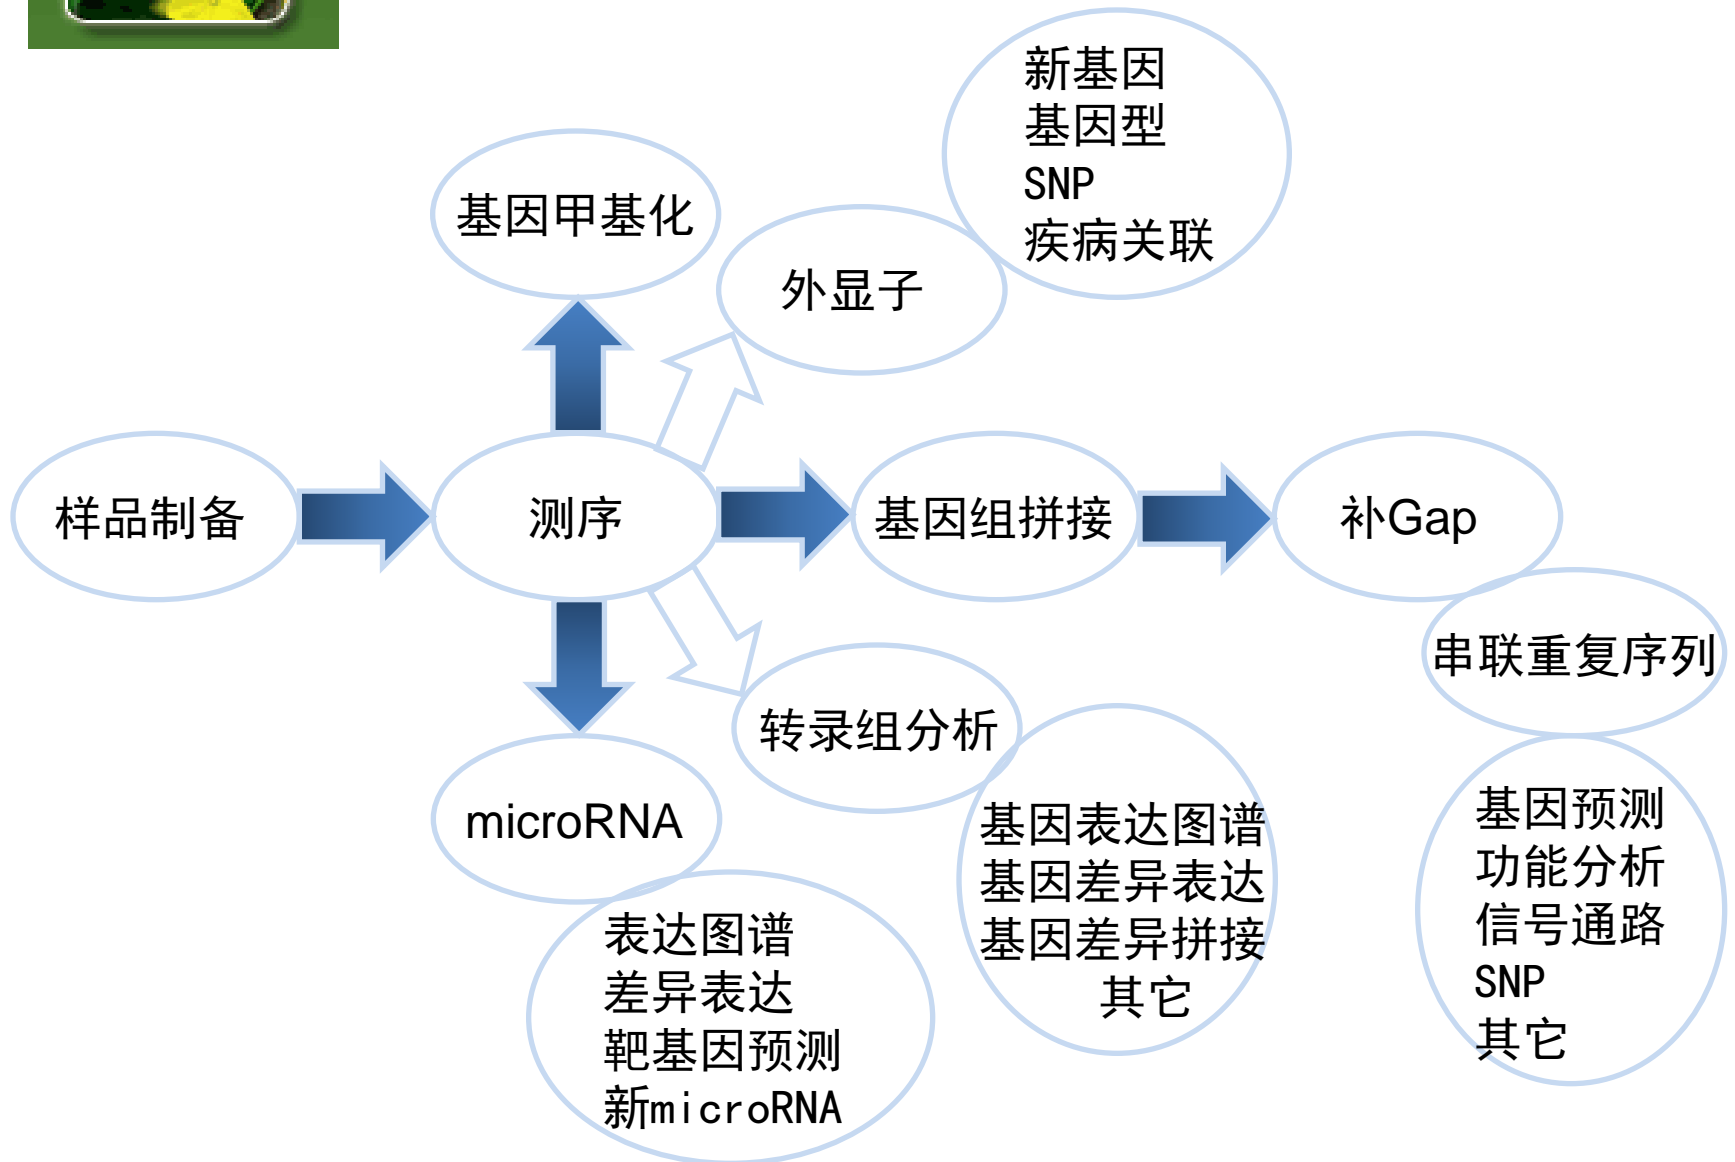 新基因
基因型
SNP
疾病关联
基因甲基化
外显子
样品制备
测序
基因组拼接
补Gap
串联重复序列
转录组分析
microRNA
基因表达图谱
基因差异表达
基因差异拼接
其它
基因预测
功能分析
信号通路
SNP
其它
表达图谱
差异表达
靶基因预测
新microRNA